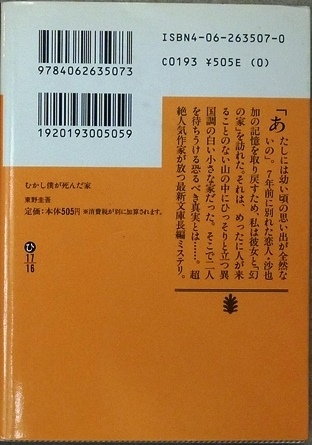 ISBN4-06-263507-0
C0193 ¥505E (0)
9784062635073
1920193005059
むかし僕が死んだ家
東野圭吾
定価：本体505円 ※消費税が別に加算されます。
ひ
17
16
「あたしには幼い頃の思い出が全然な
いの」。7年前に別れた恋人・沙也
加の記憶を取り戻すため、私は彼女と「幻
の家」を訪れた。それは、めったに人が来
ることのない山の中にひっそりと立つ異
国調の白い小さな家だった。そこで二人
を待ちうける恐るべき真実とは……。超
絶人気作家が放つ最新文庫長編ミステリ。